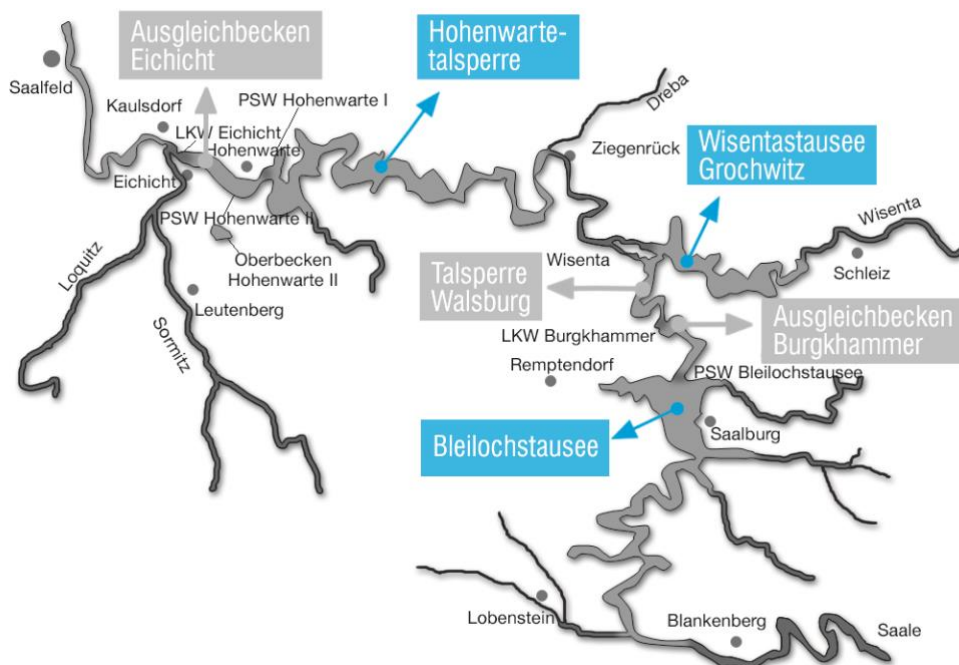 Ausgleichbecken
Eichicht
Hohenwarte-
talsperre
Saalfeld
Kaulsdorf
PSW Hohenwarte I
Dreba
LKW Eichicht
Hohenwarte
Ziegenrück
Wisentastausee
Grochwitz
Eichicht
PSW Hohenwarte II
Wisenta
Loquitz
Oberbecken
Hohenwarte II
Wisenta
Schleiz
Talsperre
Walsburg
Leutenberg
Sormitz
LKW Burgkhammer
Ausgleichbecken
Burgkhammer
Remptendorf
PSW Bleilochstausee
Bleilochstausee
Saalburg
Lobenstein
Blankenberg
Saale